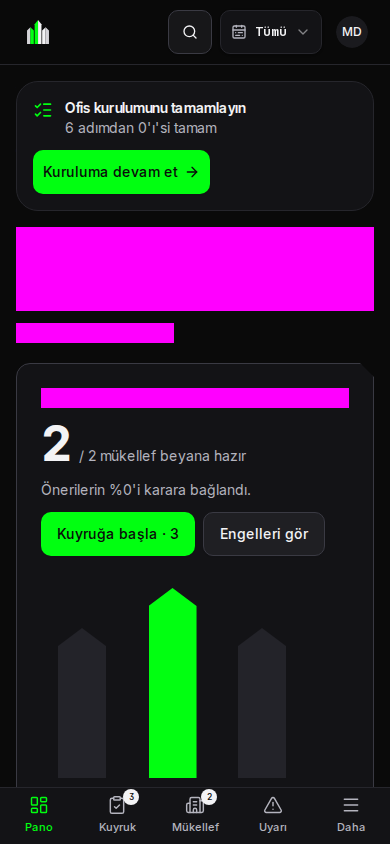 Tümü
MD
Ofis kurulumunu tamamlayın
6 adımdan 0'ı'si tamam
Kuruluma devam et →
2 / 2 mükellef beyana hazır
Önerilerin %0'i karara bağlandı.
Kuyruğa başla · 3
Engelleri gör
3
2
Pano
Kuyruk
Mükellef
Uyarı
Daha